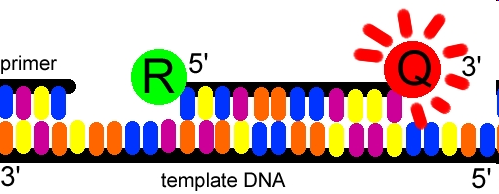 primer
R
5'
Q
3'
3'
template DNA
5'